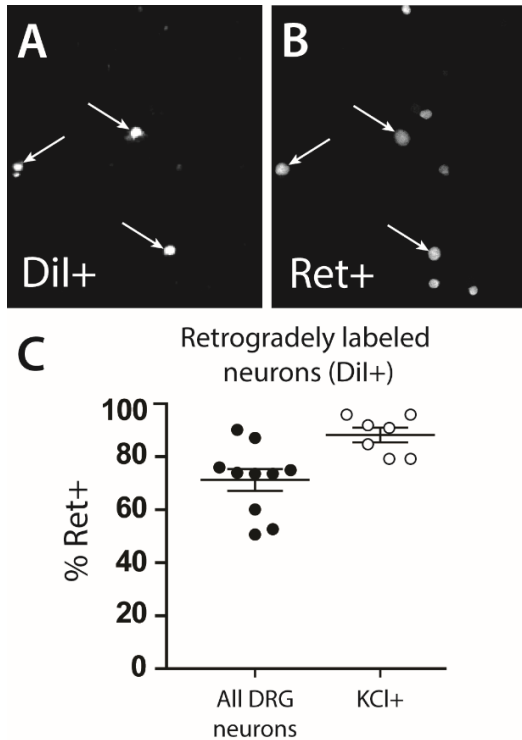 A
B
DiI+
Ret+
C
Retrogradely labeled
neurons (DiI+)
% Ret+
100
80
60
40
20
0
All DRG
neurons
KCl+